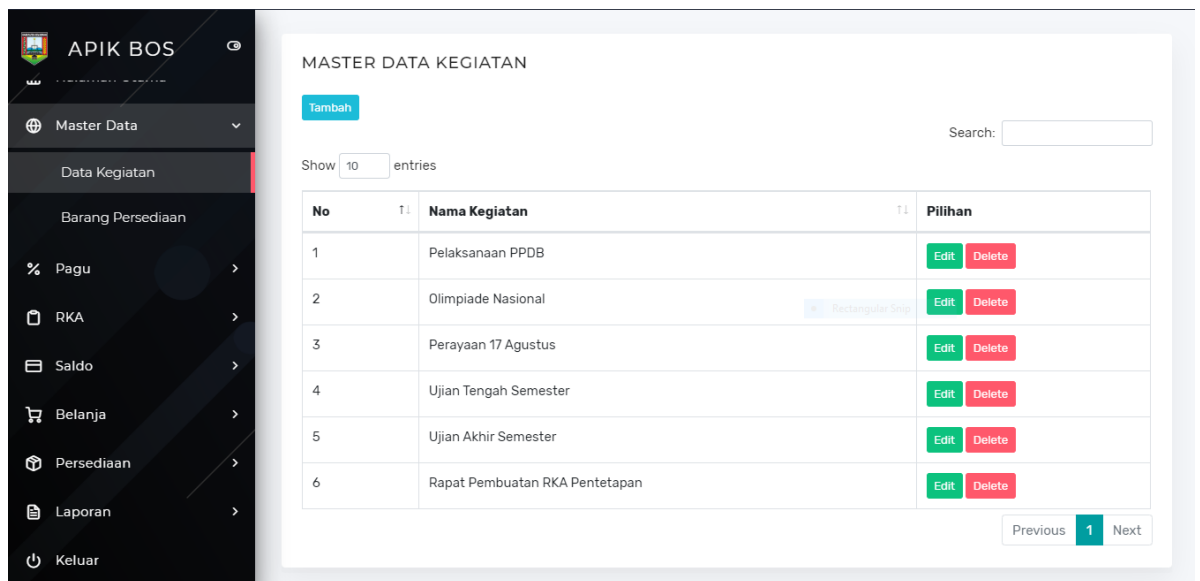 APIK BOS
Master Data
Data Kegiatan
Barang Persediaan
% Pagu
RKA
Saldo
Belanja
Persediaan
Laporan
Keluar
MASTER DATA KEGIATAN
Tambah
Search:
Show 10 entries
No Nama Kegiatan Pilihan
1 Pelaksanaan PPDB Edit Delete
2 Olimpiade Nasional Rectangular Snip Edit Delete
3 Perayaan 17 Agustus Edit Delete
4 Ujian Tengah Semester Edit Delete
5 Ujian Akhir Semester Edit Delete
6 Rapat Pembuatan RKA Pentetapan Edit Delete
Previous 1 Next